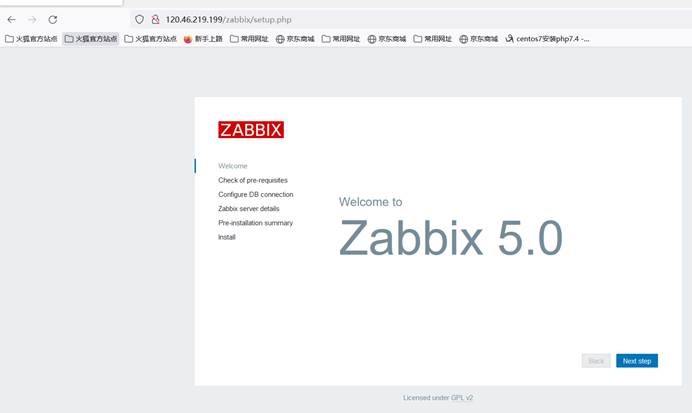 120.46.219.199/zabbix/setup.php
火狐官方站点 火狐官方站点 火狐官方站点 新手上路 常用网址 京东商城 常用网址 京东商城 常用网址 京东商城 centos7安装php7.4 -...
ZABBIX
Welcome
Check of pre-requisites
Configure DB connection
Zabbix server details
Pre-installation summary
Install
Welcome to
Zabbix 5.0
Back Next step
Licensed under GPL v2